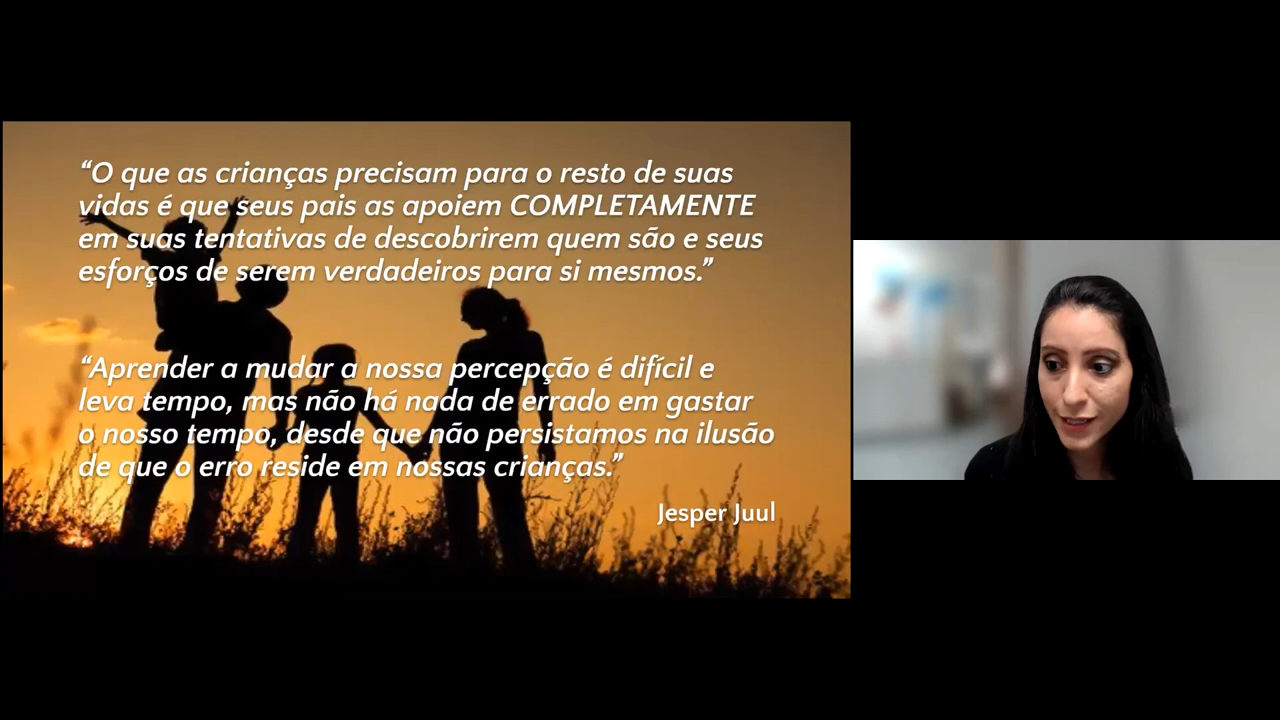 “O que as crianças precisam para o resto de suas
vidas é que seus pais as apoiem COMPLETAMENTE
em suas tentativas de descobrirem quem são e seus
esforços de serem verdadeiros para si mesmos.”
“Aprender a mudar a nossa percepção é difícil e
leva tempo, mas não há nada de errado em gastar
o nosso tempo, desde que não persistamos na ilusão
de que o erro reside em nossas crianças.”
Jesper Juul